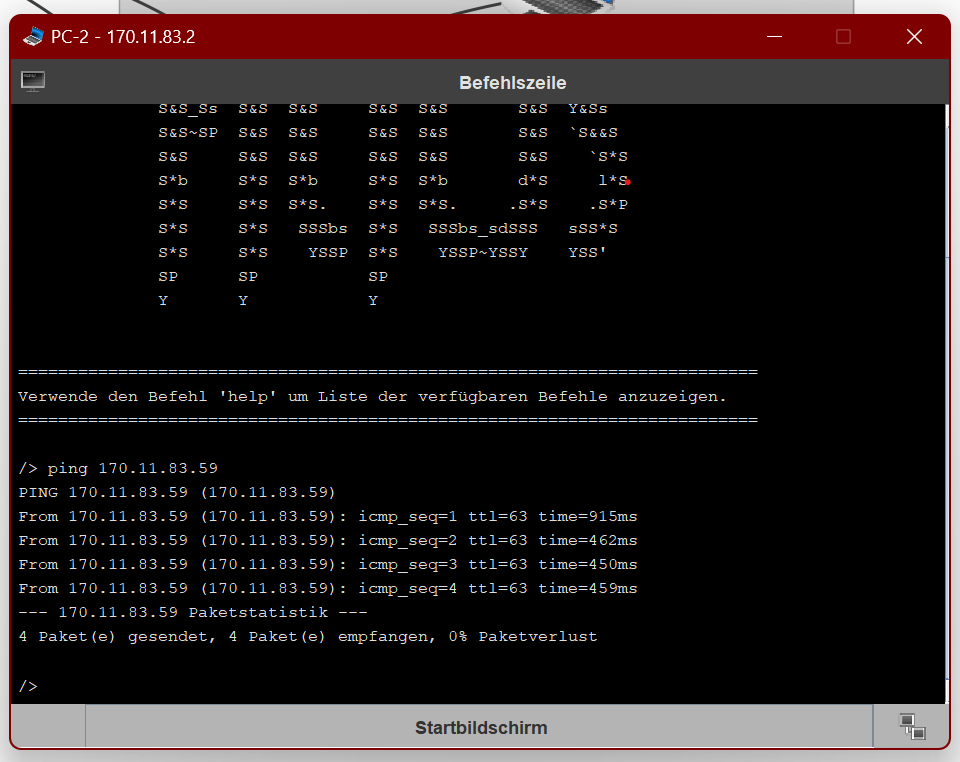 PC-2 - 170.11.83.2
Befehlszeile
S&S_Ss  S&S  S&S     S&S  S&S       S&S  Y&Ss
S&S~SP  S&S  S&S     S&S  S&S       S&S  `S&&S
S&S     S&S  S&S     S&S  S&S       S&S    `S*S
S*b     S*S  S*b     S*S  S*b       d*S     l*S
S*S     S*S  S*S.    S*S  S*S.     .S*S    .S*P
S*S     S*S   SSSbs  S*S   SSSbs_sdSSS   sSS*S
S*S     S*S    YSSP  S*S    YSSP~YSSY    YSS'
SP      SP           SP
Y       Y            Y
==========================================================================
Verwende den Befehl 'help' um Liste der verfügbaren Befehle anzuzeigen.
==========================================================================
/> ping 170.11.83.59
PING 170.11.83.59 (170.11.83.59)
From 170.11.83.59 (170.11.83.59): icmp_seq=1 ttl=63 time=915ms
From 170.11.83.59 (170.11.83.59): icmp_seq=2 ttl=63 time=462ms
From 170.11.83.59 (170.11.83.59): icmp_seq=3 ttl=63 time=450ms
From 170.11.83.59 (170.11.83.59): icmp_seq=4 ttl=63 time=459ms
--- 170.11.83.59 Paketstatistik ---
4 Paket(e) gesendet, 4 Paket(e) empfangen, 0% Paketverlust
/>
Startbildschirm